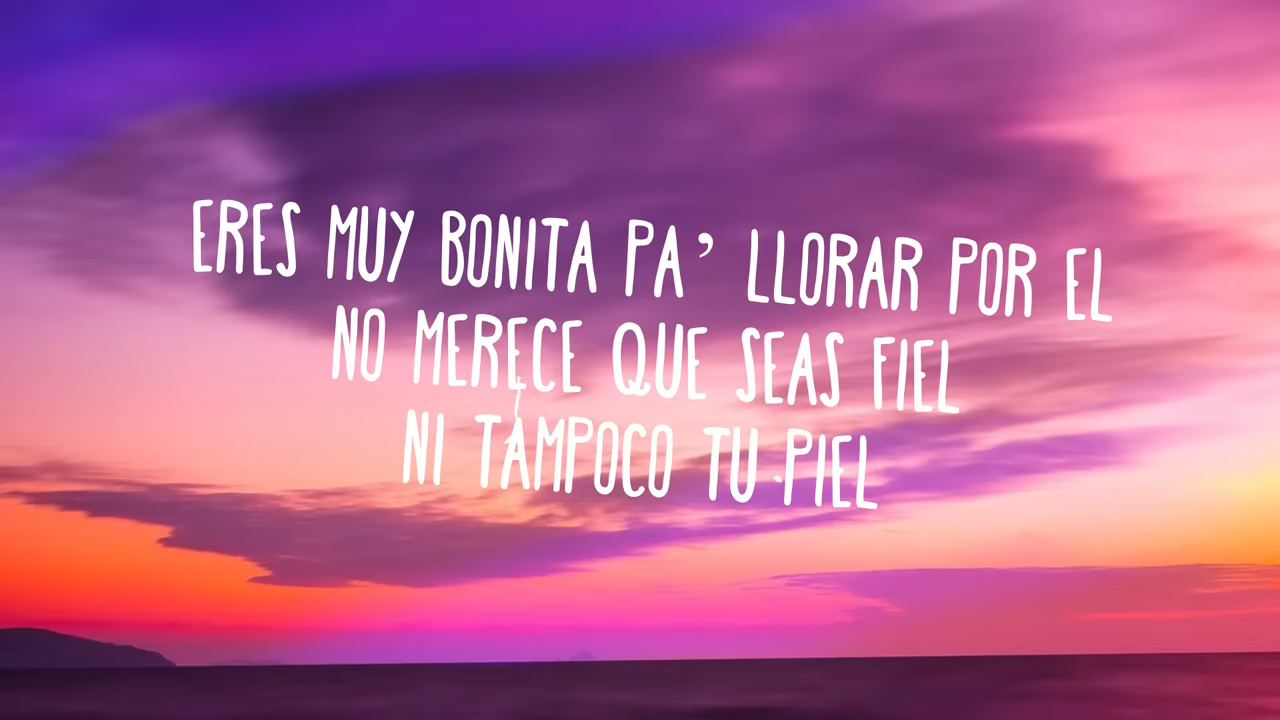 ERES MUY BONITA PA' LLORAR POR EL
NO MERECE QUE SEAS FIEL
NI TAMPOCO TU PIEL